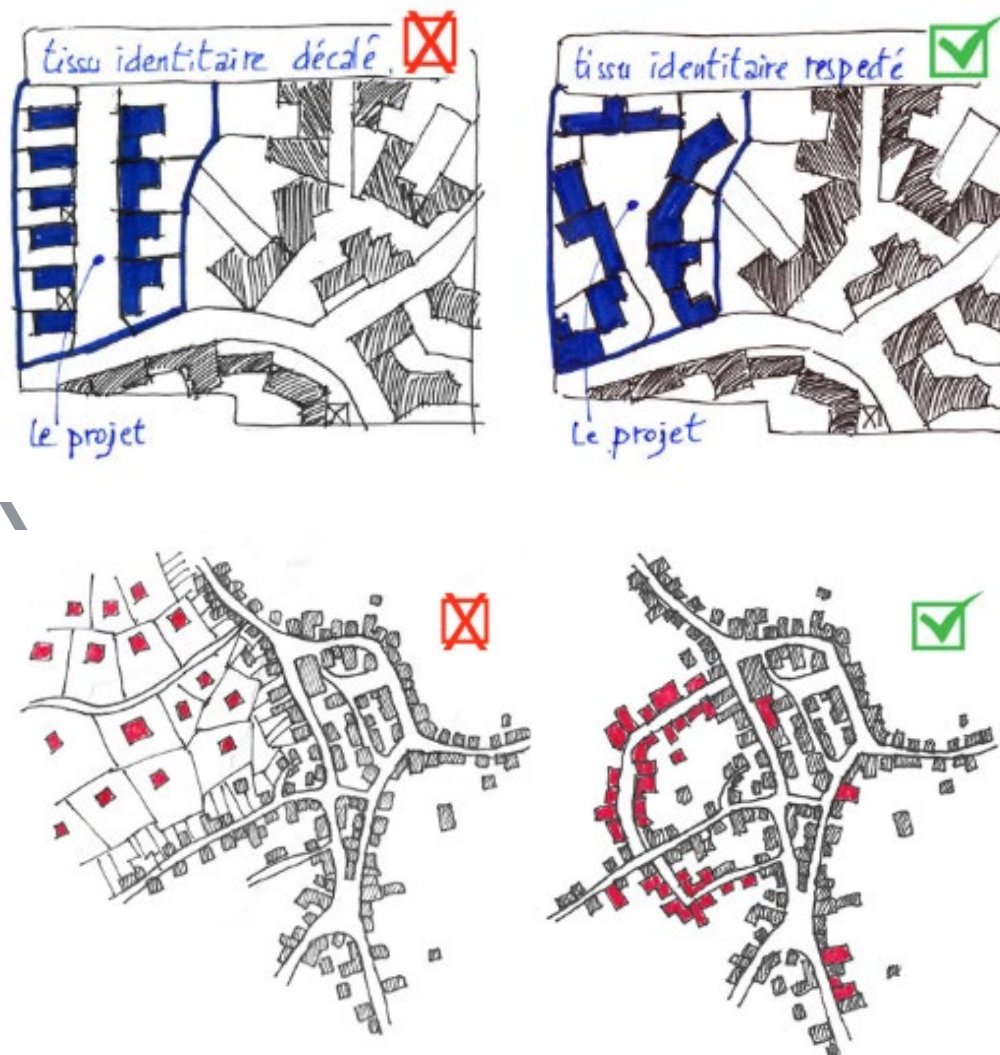 tissu identitaire décalé.
tissu identitaire respecté
le projet
le projet